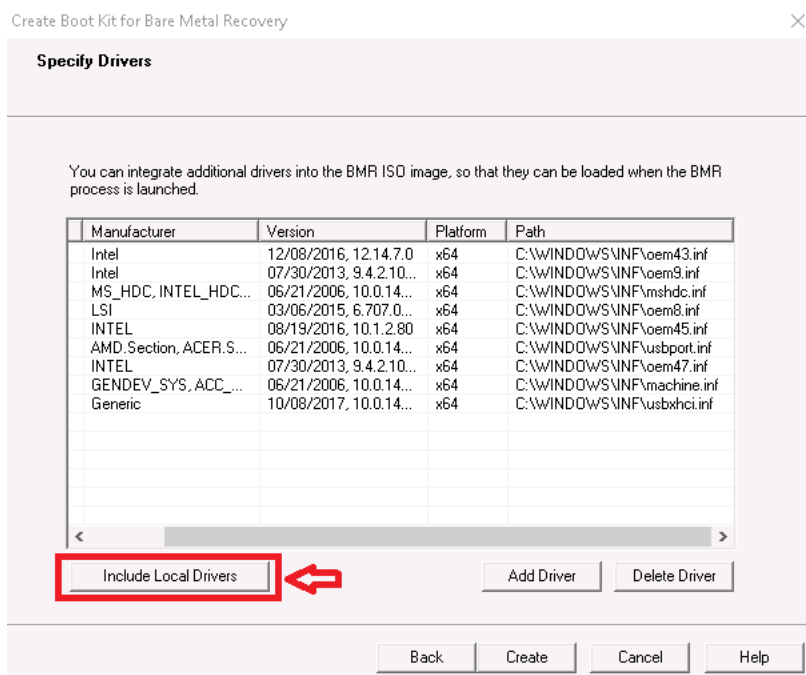 Create Boot Kit for Bare Metal Recovery
Specify Drivers
You can integrate additional drivers into the BMR ISO image, so that they can be loaded when the BMR
process is launched.
Manufacturer Version Platform Path
Intel 12/08/2016, 12.14.7.0 x64 C:\WINDOWS\INF\oem43.inf
Intel 07/30/2013, 9.4.2.10... x64 C:\WINDOWS\INF\oem9.inf
MS_HDC, INTEL_HDC... 06/21/2006, 10.0.14... x64 C:\WINDOWS\INF\mshdc.inf
LSI 03/06/2015, 6.707.0... x64 C:\WINDOWS\INF\oem8.inf
INTEL 08/19/2016, 10.1.2.80 x64 C:\WINDOWS\INF\oem45.inf
AMD.Section, ACER.S... 06/21/2006, 10.0.14... x64 C:\WINDOWS\INF\usbport.inf
INTEL 07/30/2013, 9.4.2.10... x64 C:\WINDOWS\INF\oem47.inf
GENDEV_SYS, ACC_... 06/21/2006, 10.0.14... x64 C:\WINDOWS\INF\machine.inf
Generic 10/08/2017, 10.0.14... x64 C:\WINDOWS\INF\usbxhci.inf
Include Local Drivers Add Driver Delete Driver
Back Create Cancel Help